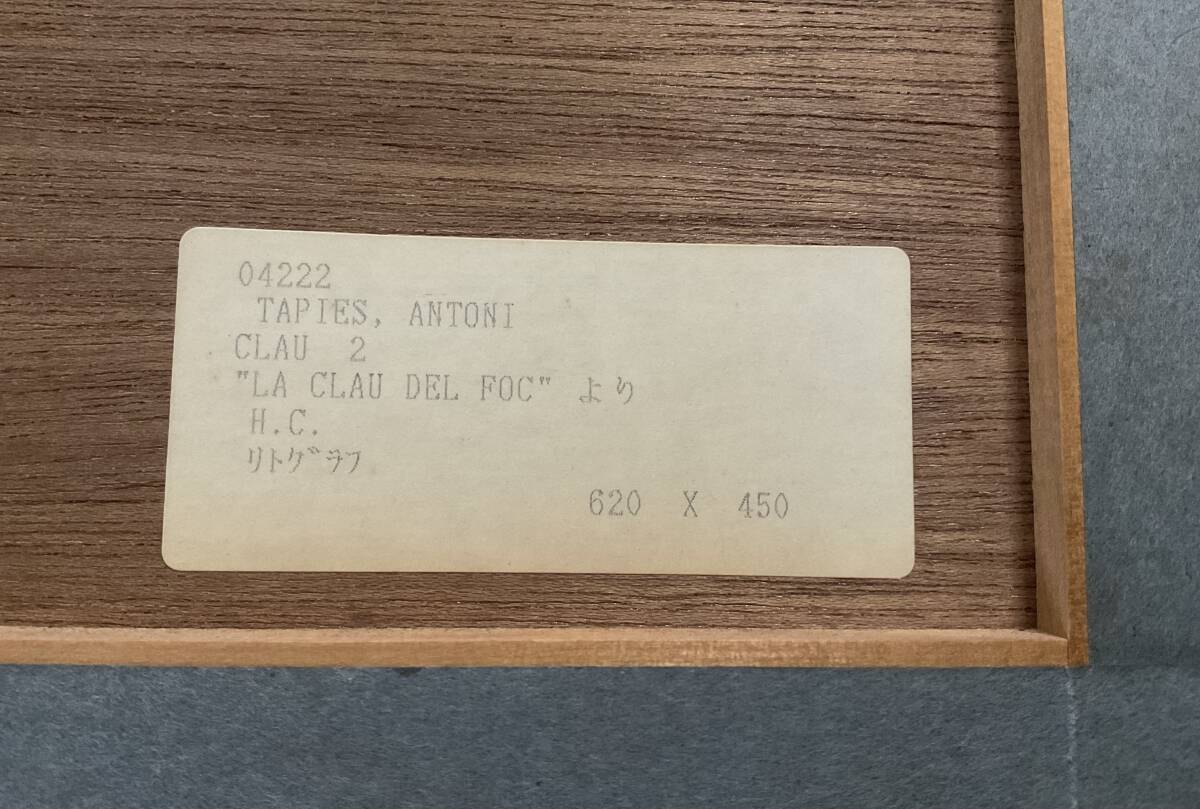 04222
TAPIES, ANTONI
CLAU 2
"LA CLAU DEL FOC" より
H.C.
リトグラフ
620 X 450